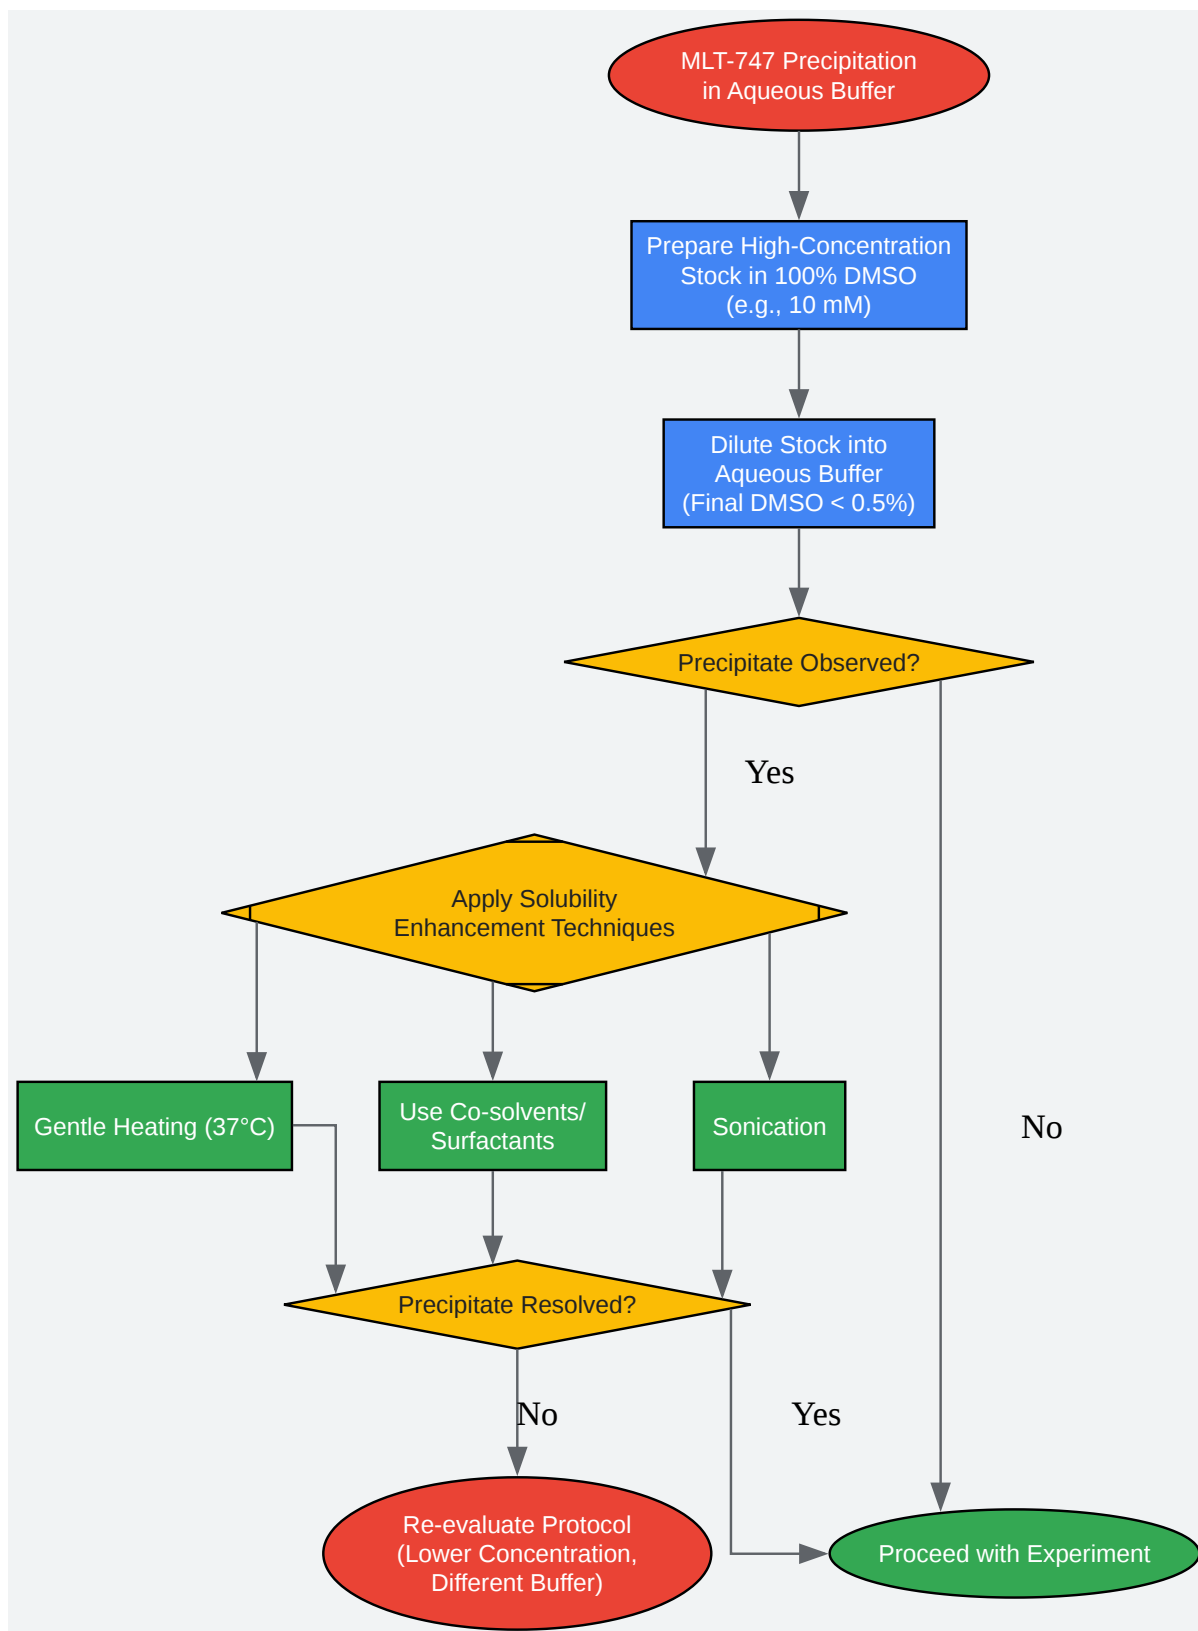 MLT-747 Precipitation
in Aqueous Buffer
Prepare High-Concentration
Stock in 100% DMSO
(e.g., 10 mM)
Dilute Stock into
Aqueous Buffer
(Final DMSO < 0.5%)
Precipitate Observed?
Yes
Apply Solubility
Enhancement Techniques
Gentle Heating (37°C)
Use Co-solvents/
Surfactants
Sonication
No
Precipitate Resolved?
No
Yes
Re-evaluate Protocol
(Lower Concentration,
Different Buffer)
Proceed with Experiment